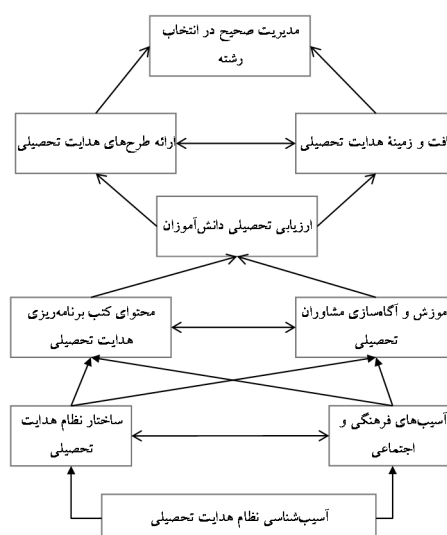 مدیریت صحیح در انتخاب
رشته
افت و زمینهٔ هدایت تحصیلی
ارائه طرح‌های هدایت تحصیلی
ارزیابی تحصیلی دانش‌آموزان
موزش و آگاه‌سازی مشاوران
تحصیلی
محتوای کتب برنامه‌ریزی
هدایت تحصیلی
آسیب‌های فرهنگی و
اجتماعی
ساختار نظام هدایت
تحصیلی
آسیب‌شناسی نظام هدایت تحصیلی